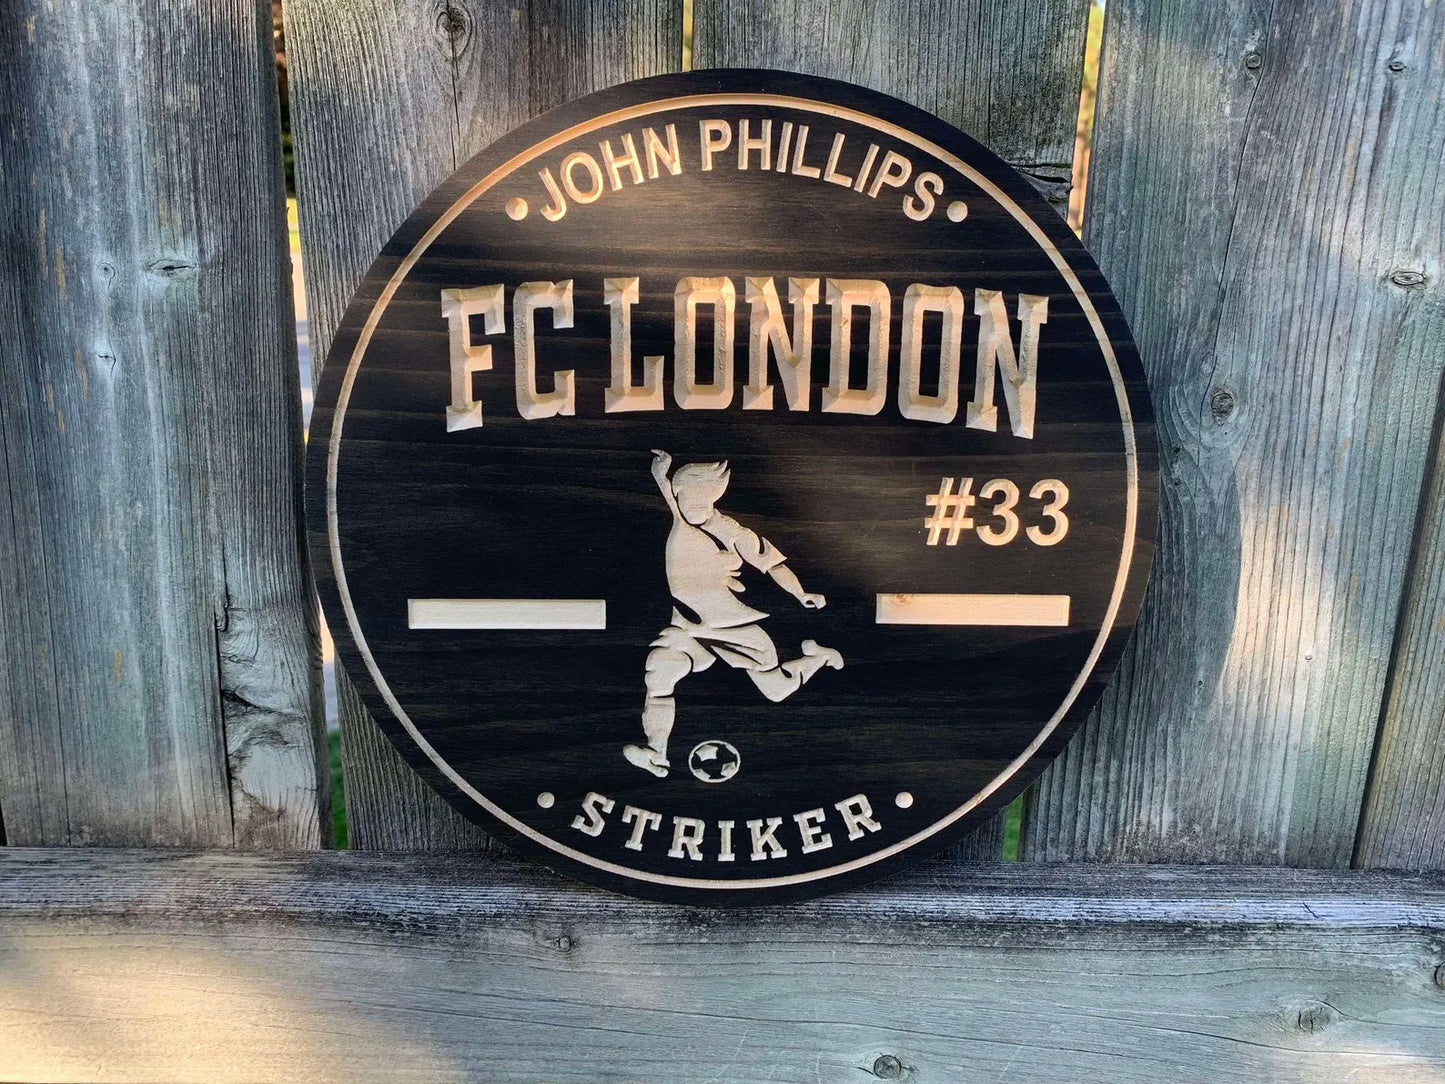 • JOHN PHILLIPS •
FC LONDON
#33
• STRIKER •